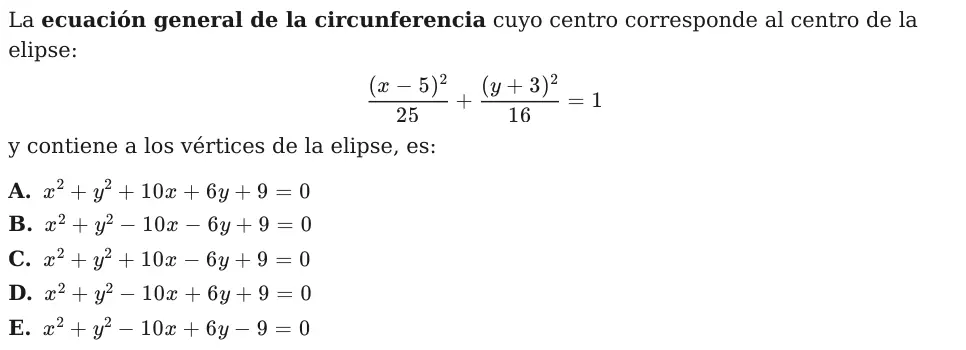 La ecuación general de la circunferencia cuyo centro corresponde al centro de la
elipse:
(x − 5)²/25 + (y + 3)²/16 = 1
y contiene a los vértices de la elipse, es:
A. x² + y² + 10x + 6y + 9 = 0
B. x² + y² − 10x − 6y + 9 = 0
C. x² + y² + 10x − 6y + 9 = 0
D. x² + y² − 10x + 6y + 9 = 0
E. x² + y² − 10x + 6y − 9 = 0